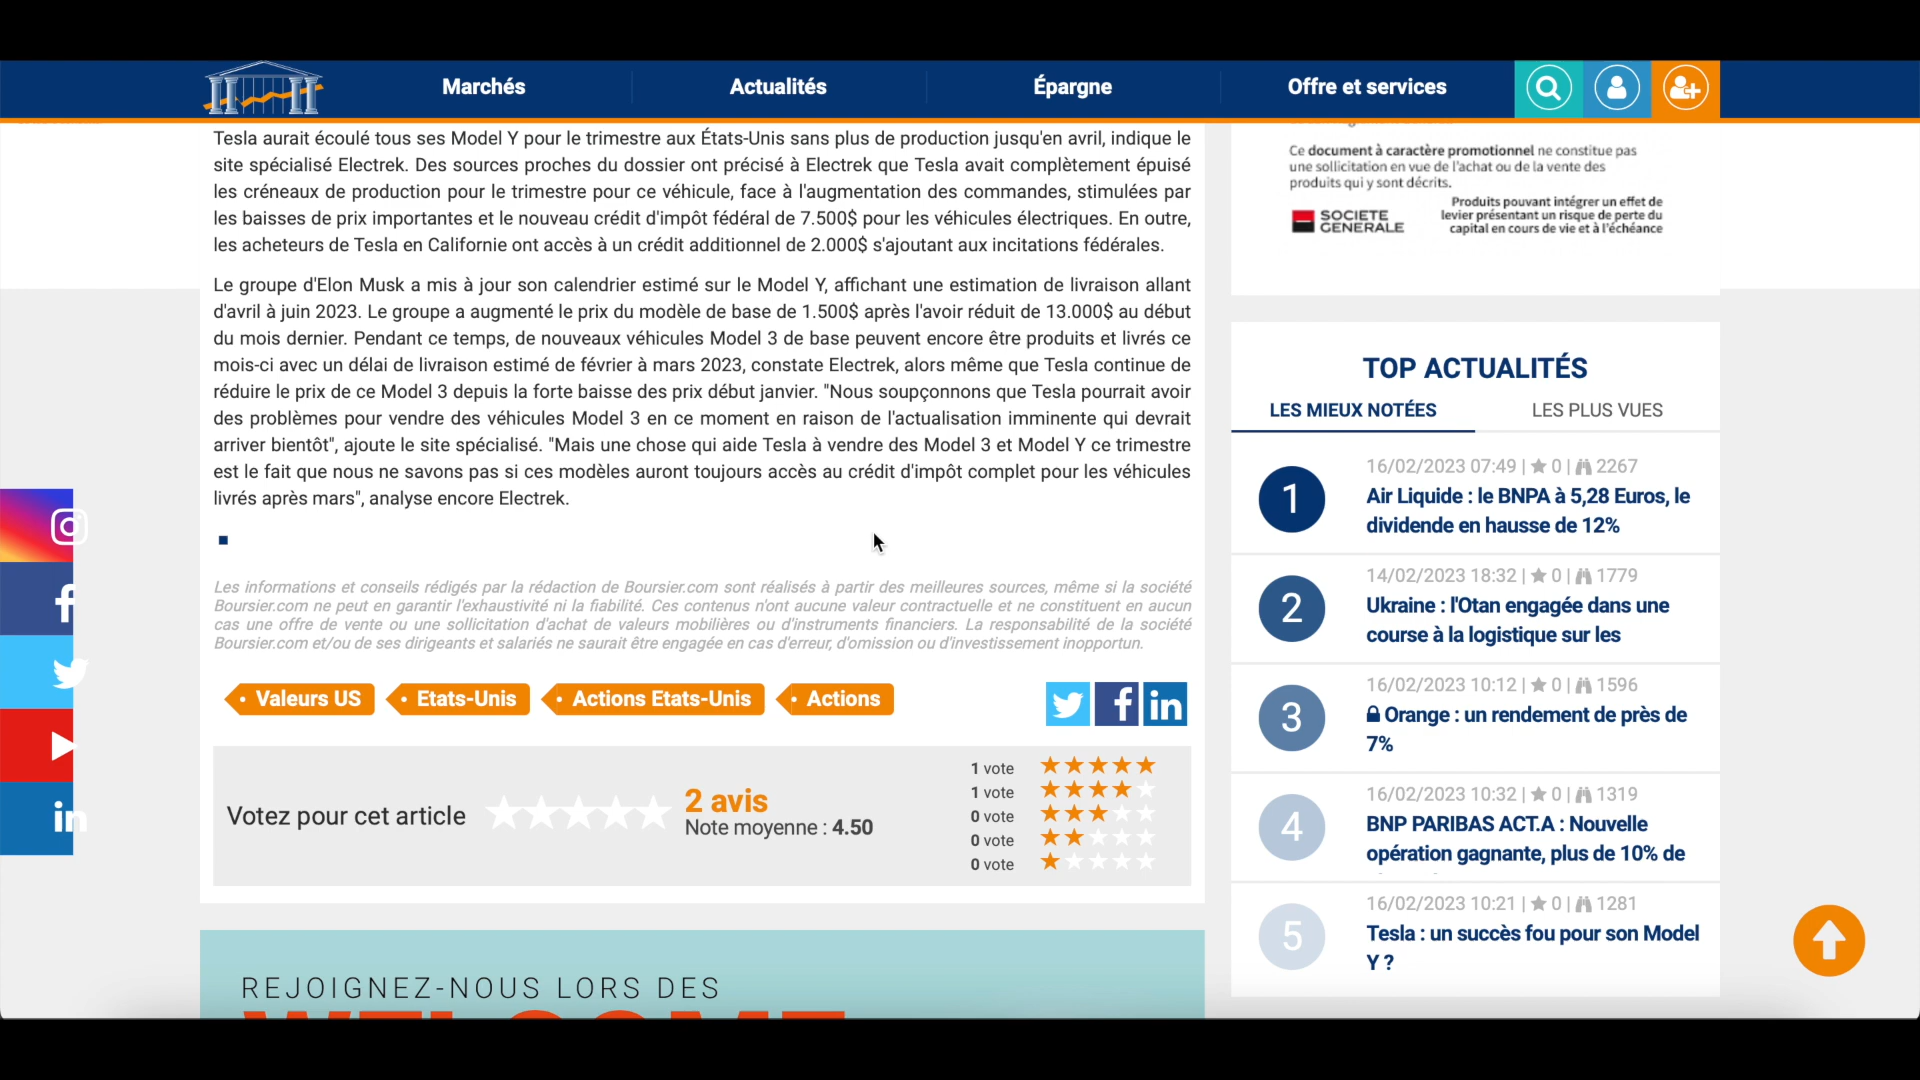 Marchés
Actualités
Épargne
Offre et services
Tesla aurait écoulé tous ses Model Y pour le trimestre aux États-Unis sans plus de production jusqu'en avril, indique le
site spécialisé Electrek. Des sources proches du dossier ont précisé à Electrek que Tesla avait complètement épuisé
les créneaux de production pour le trimestre pour ce véhicule, face à l'augmentation des commandes, stimulées par
les baisses de prix importantes et le nouveau crédit d'impôt fédéral de 7.500$ pour les véhicules électriques. En outre,
les acheteurs de Tesla en Californie ont accès à un crédit additionnel de 2.000$ s'ajoutant aux incitations fédérales.
Le groupe d'Elon Musk a mis à jour son calendrier estimé sur le Model Y, affichant une estimation de livraison allant
d'avril à juin 2023. Le groupe a augmenté le prix du modèle de base de 1.500$ après l'avoir réduit de 13.000$ au début
du mois dernier. Pendant ce temps, de nouveaux véhicules Model 3 de base peuvent encore être produits et livrés ce
mois-ci avec un délai de livraison estimé de février à mars 2023, constate Electrek, alors même que Tesla continue de
réduire le prix de ce Model 3 depuis la forte baisse des prix début janvier. "Nous soupçonnons que Tesla pourrait avoir
des problèmes pour vendre des véhicules Model 3 en ce moment en raison de l'actualisation imminente qui devrait
arriver bientôt", ajoute le site spécialisé. "Mais une chose qui aide Tesla à vendre des Model 3 et Model Y ce trimestre
est le fait que nous ne savons pas si ces modèles auront toujours accès au crédit d'impôt complet pour les véhicules
livrés après mars", analyse encore Electrek.
Les informations et conseils rédigés par la rédaction de Boursier.com sont réalisés à partir des meilleures sources, même si la société
Boursier.com ne peut en garantir l'exhaustivité ni la fiabilité. Ces contenus n'ont aucune valeur contractuelle et ne constituent en aucun
cas une offre de vente ou une sollicitation d'achat de valeurs mobilières ou d'instruments financiers. La responsabilité de la société
Boursier.com et/ou de ses dirigeants et salariés ne saurait être engagée en cas d'erreur, d'omission ou d'investissement inopportun.
Valeurs US
Etats-Unis
Actions Etats-Unis
Actions
Votez pour cet article
2 avis
Note moyenne : 4.50
1 vote
1 vote
0 vote
0 vote
0 vote
REJOIGNEZ-NOUS LORS DES
WELCOME
Ce document à caractère promotionnel ne constitue pas
une sollicitation en vue de l'achat ou de la vente des
produits qui y sont décrits.
SOCIETE
GENERALE
Produits pouvant intégrer un effet de
levier présentant un risque de perte du
capital en cours de vie et à l'échéance
TOP ACTUALITÉS
LES MIEUX NOTÉES
LES PLUS VUES
1
16/02/2023 07:49 | 0 | 2267
Air Liquide : le BNPA à 5,28 Euros, le
dividende en hausse de 12%
2
14/02/2023 18:32 | 0 | 1779
Ukraine : l'Otan engagée dans une
course à la logistique sur les
3
16/02/2023 10:12 | 0 | 1596
Orange : un rendement de près de
7%
4
16/02/2023 10:32 | 0 | 1319
BNP PARIBAS ACT.A : Nouvelle
opération gagnante, plus de 10% de
5
16/02/2023 10:21 | 0 | 1281
Tesla : un succès fou pour son Model
Y ?